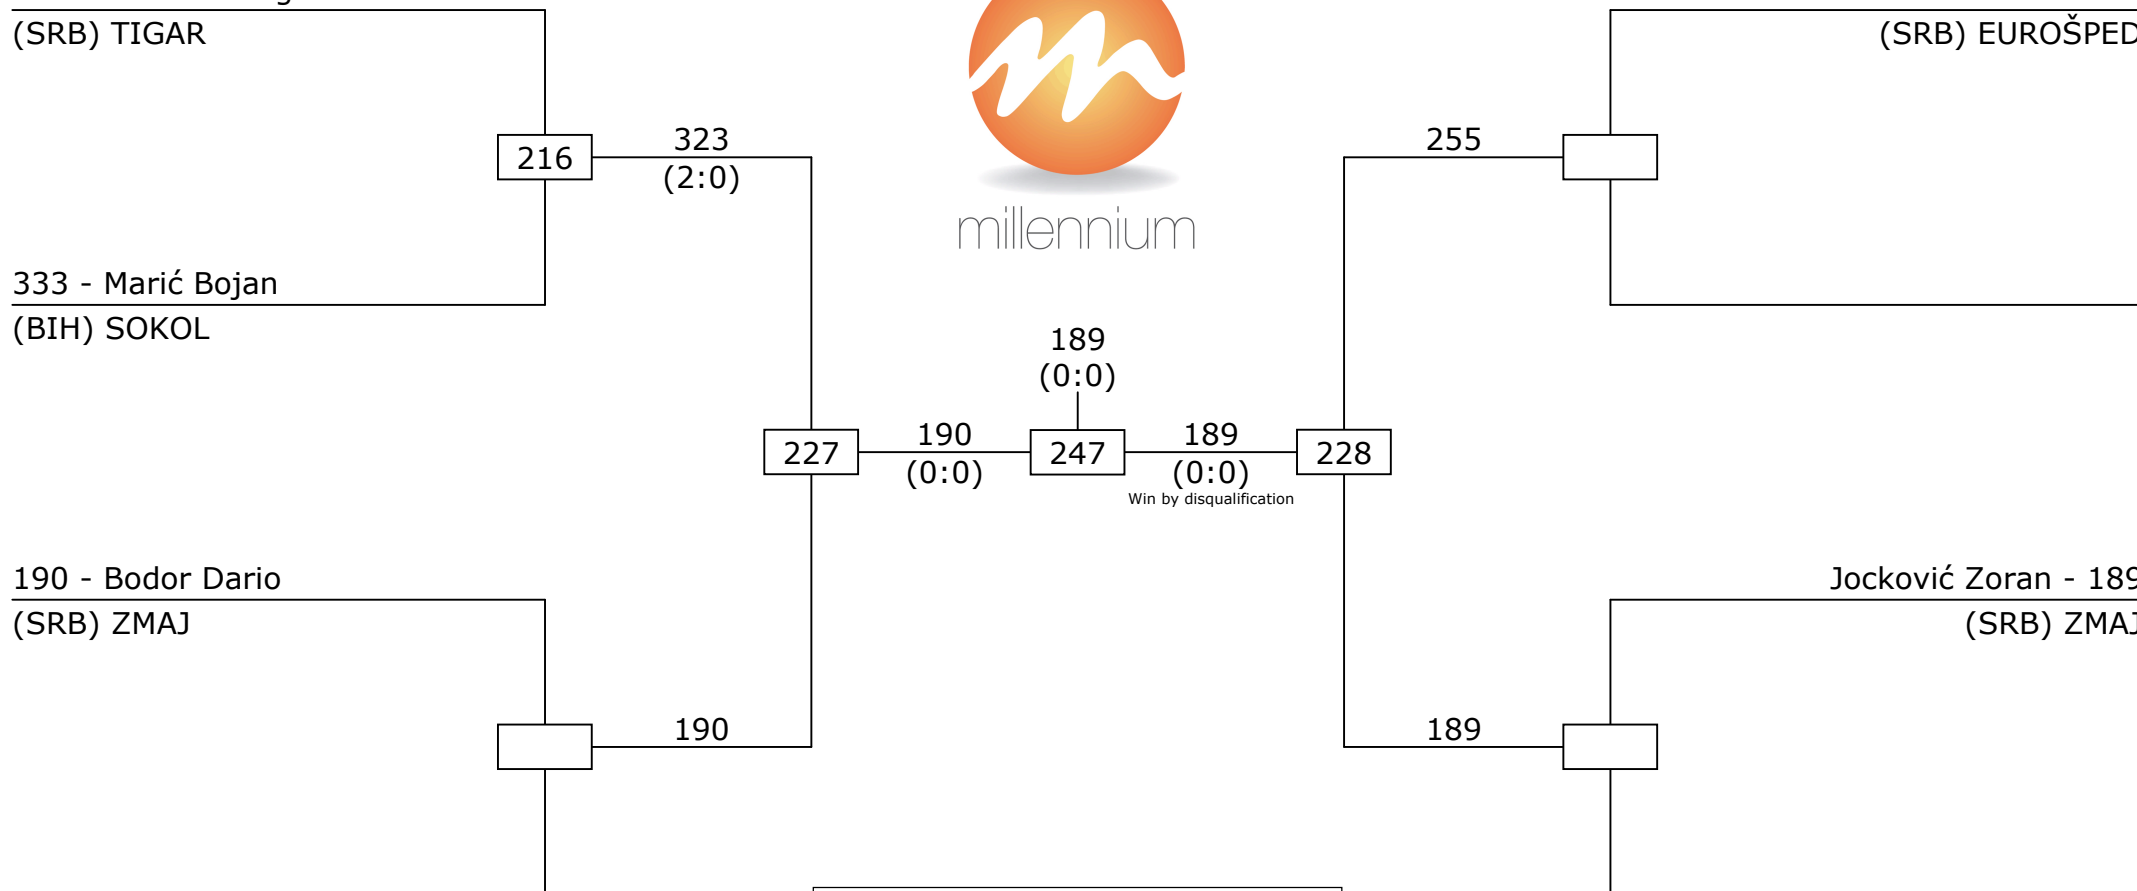 (SRB) TIGAR
(SRB) EUROŠPED
216
323
(2:0)
255
millennium
333 - Marić Bojan
(BIH) SOKOL
189
(0:0)
227
190
(0:0)
247
189
(0:0)
Win by disqualification
228
190 - Bodor Dario
(SRB) ZMAJ
Jocković Zoran - 189
(SRB) ZMAJ
190
189